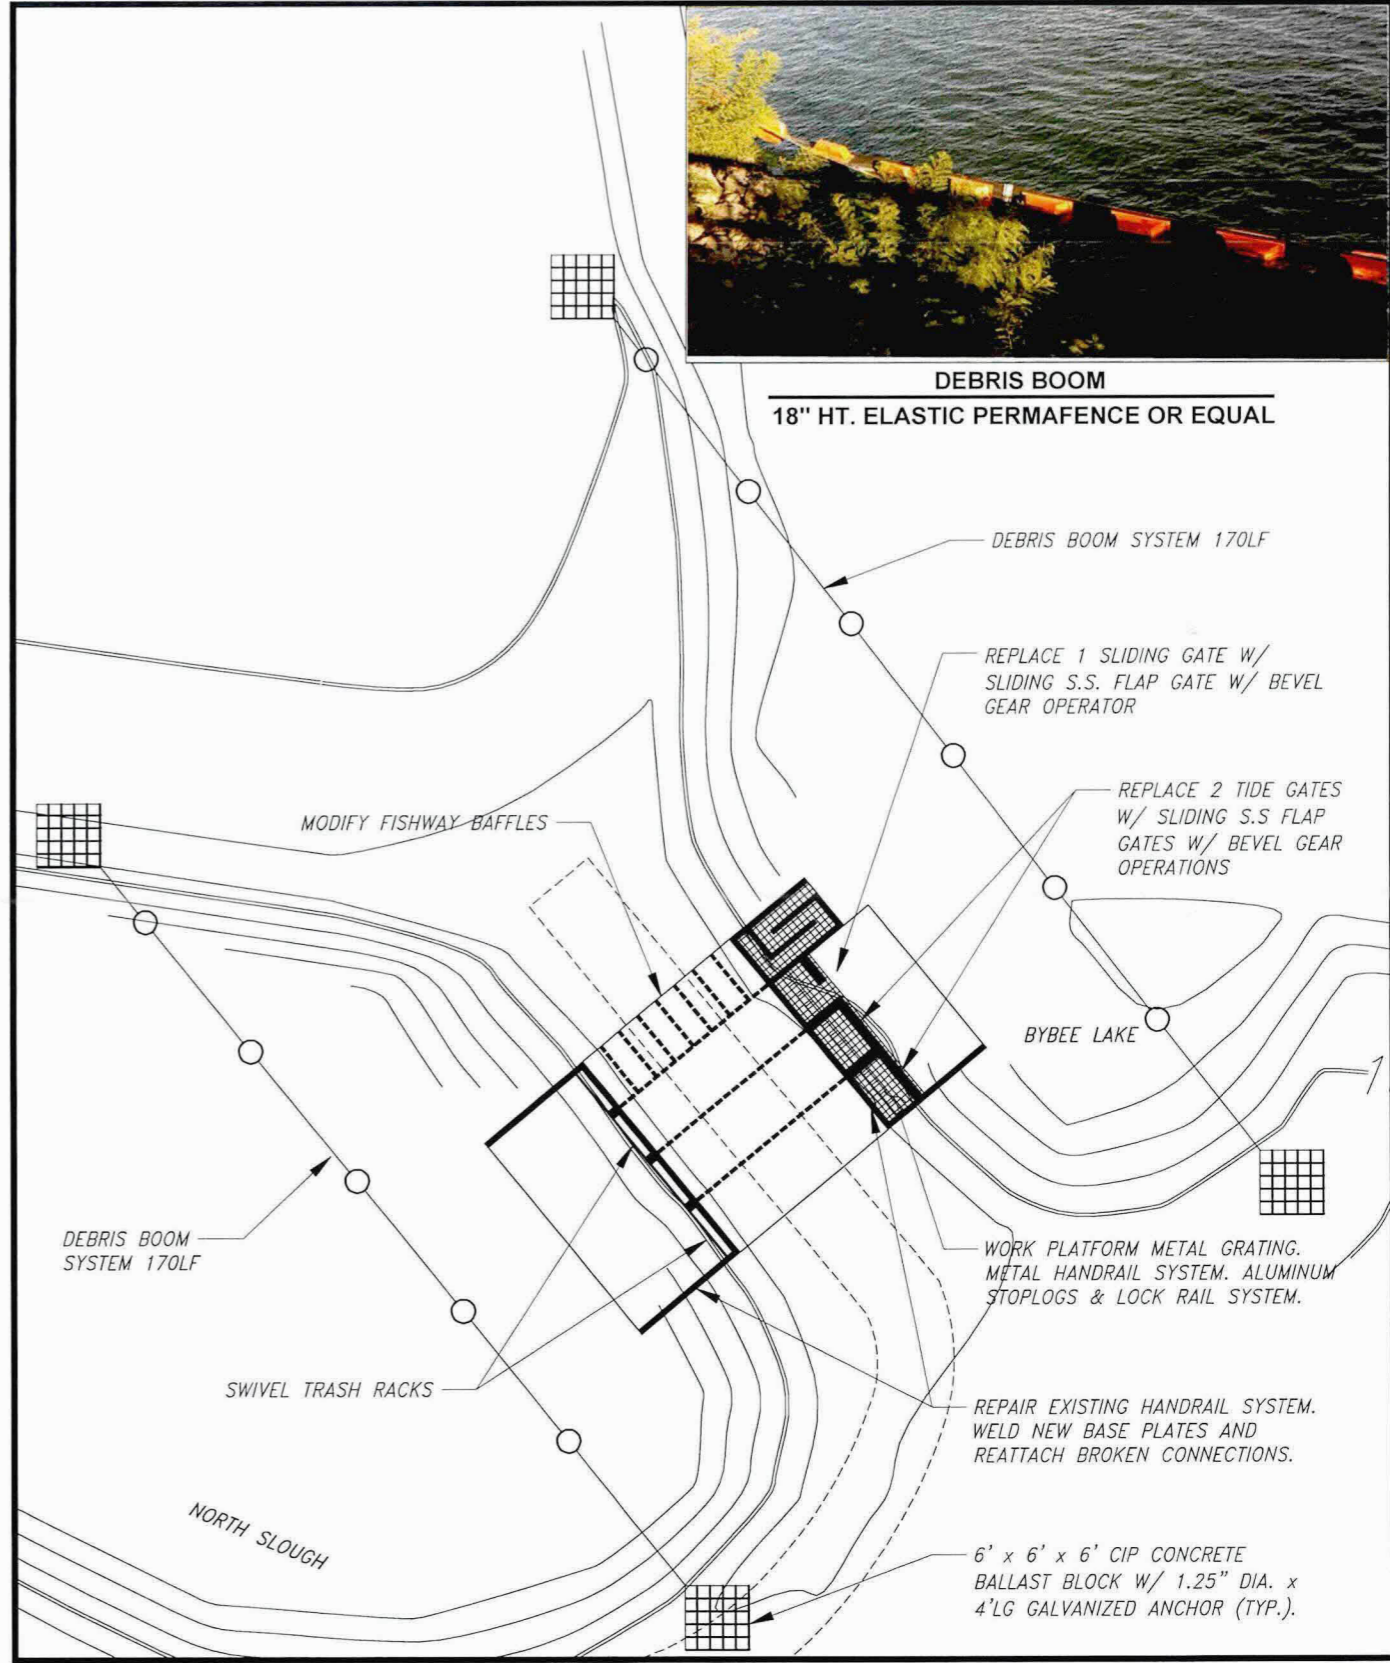 DEBRIS BOOM
18" HT. ELASTIC PERMAFENCE OR EQUAL
DEBRIS BOOM SYSTEM 170LF
REPLACE 1 SLIDING GATE W/
SLIDING S.S. FLAP GATE W/ BEVEL
GEAR OPERATOR
REPLACE 2 TIDE GATES
W/ SLIDING S.S FLAP
GATES W/ BEVEL GEAR
OPERATIONS
MODIFY FISHWAY BAFFLES
BYBEE LAKE
DEBRIS BOOM
SYSTEM 170LF
WORK PLATFORM METAL GRATING.
METAL HANDRAIL SYSTEM. ALUMINUM
STOPLOGS & LOCK RAIL SYSTEM.
SWIVEL TRASH RACKS
REPAIR EXISTING HANDRAIL SYSTEM.
WELD NEW BASE PLATES AND
REATTACH BROKEN CONNECTIONS.
NORTH SLOUGH
6' x 6' x 6' CIP CONCRETE
BALLAST BLOCK W/ 1.25" DIA. x
4'LG GALVANIZED ANCHOR (TYP.).